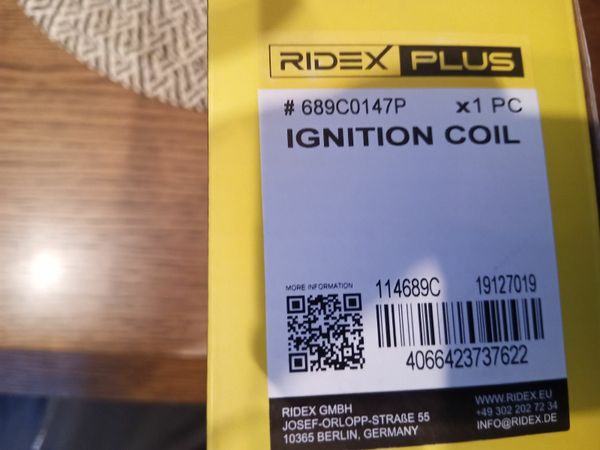 RIDEX PLUS
# 689C0147P x1 PC
IGNITION COIL
MORE INFORMATION
114689C 19127019
4066423737622
RIDEX GMBH
JOSEF-ORLOPP-STRAßE 55
10365 BERLIN, GERMANY
WWW.RIDEX.EU
+49 302 202 72 34
INFO@RIDEX.DE